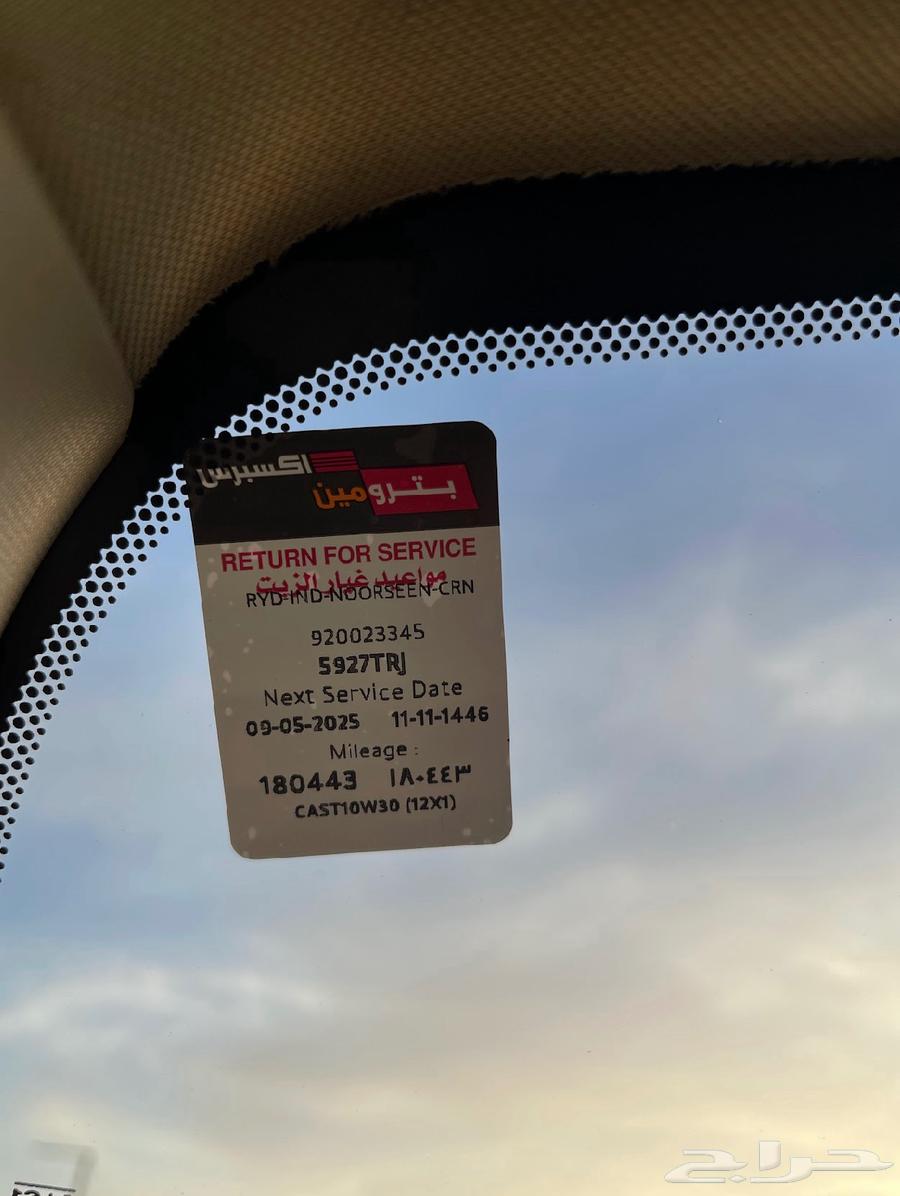 بترومين اكسبرس
RETURN FOR SERVICE
مواعيد غيار الزيت
RYD-IND-NOORSEEN-CRN
920023345
5927TRJ
Next Service Date
09-05-2025 11-11-1446
Mileage :
180443 ١٨٠٤٤٣
CAST10W30 (12X1)
حراج